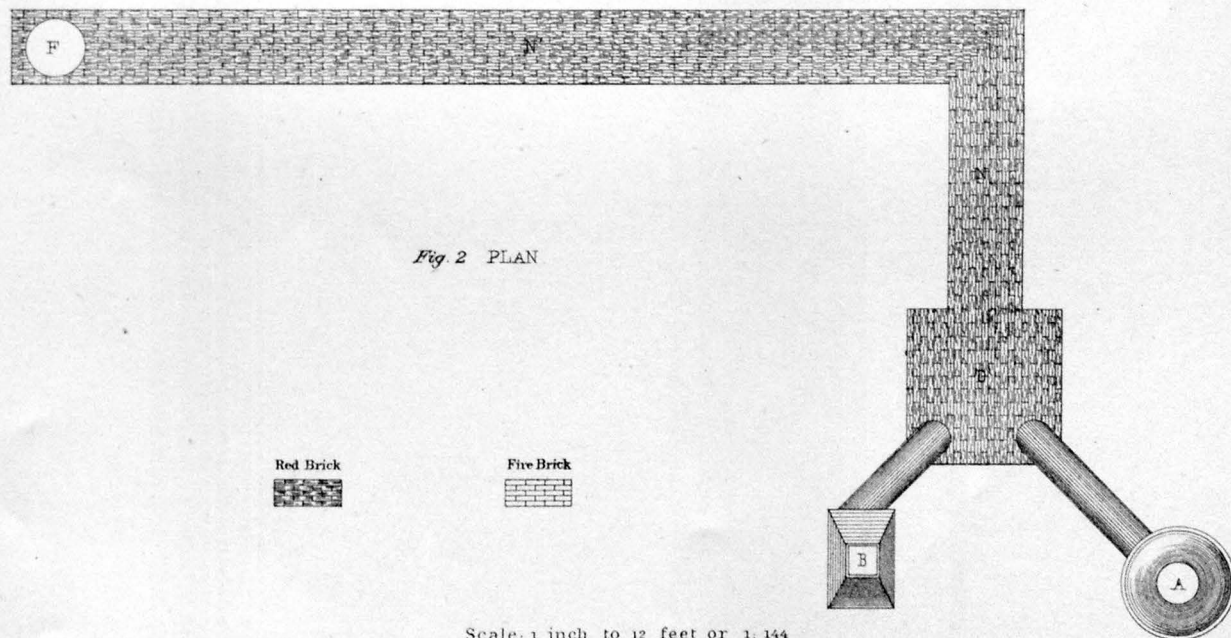 F
N'
N
Fig. 2 PLAN
Red Brick
Fire Brick
B
A
Scale, 1 inch to 12 feet or 1:144